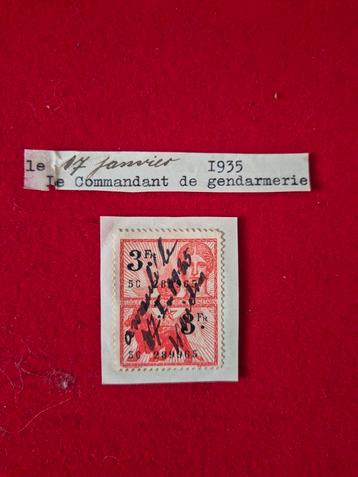 le 17 janvier 1935
Le Commandant de gendarmerie
3 Fr
5C 289965
3 Fr
5C 289965